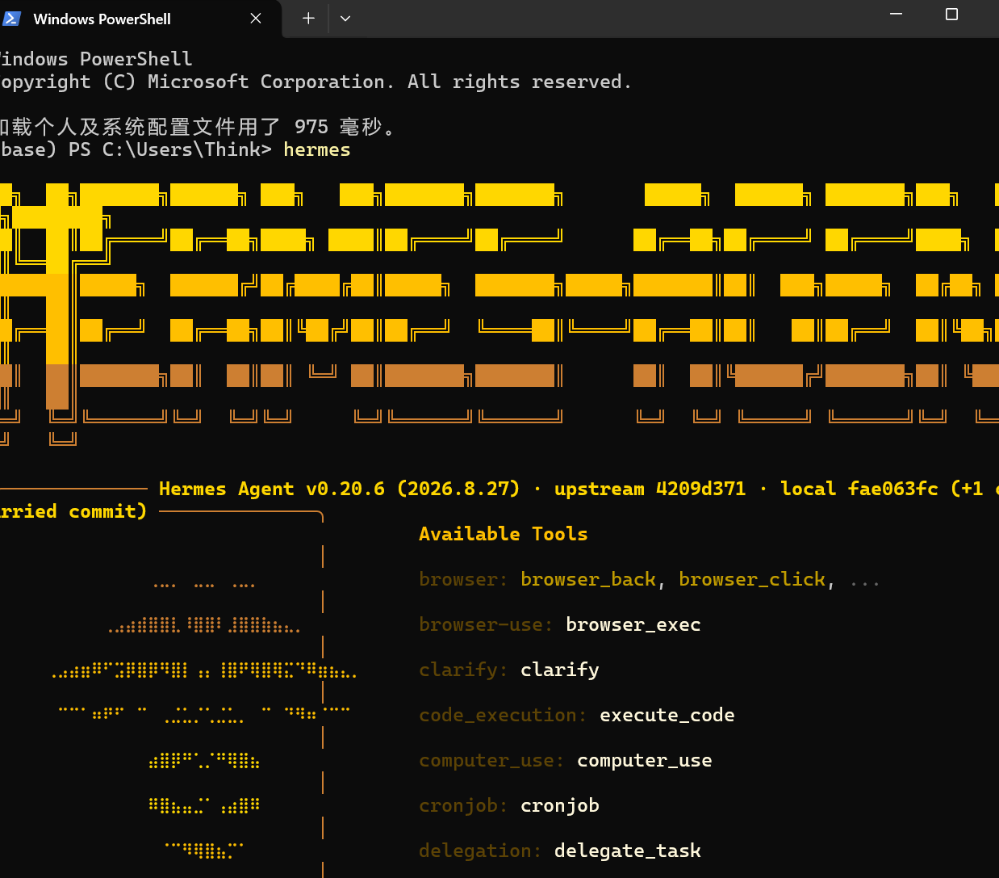 Windows PowerShell
indows PowerShell
opyright (C) Microsoft Corporation. All rights reserved.
加载个人及系统配置文件用了 975 毫秒。
base) PS C:\Users\Think> hermes
HERMES-AGENT
Hermes Agent v0.20.6 (2026.8.27) · upstream 4209d371 · local fae063fc (+1 c
rried commit)
Available Tools
browser: browser_back, browser_click, ...
browser-use: browser_exec
clarify: clarify
code_execution: execute_code
computer_use: computer_use
cronjob: cronjob
delegation: delegate_task